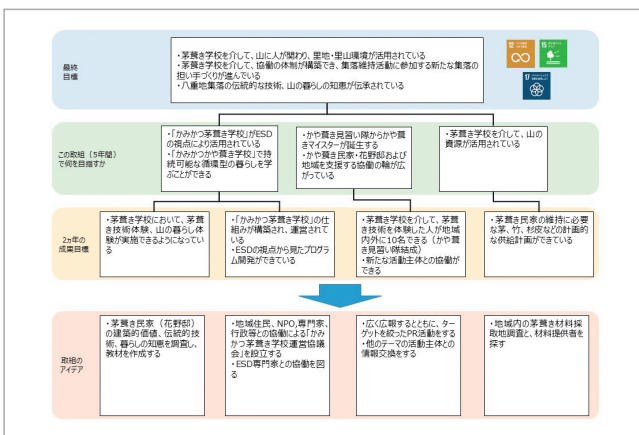 最終
目標
・茅葺き学校を介して、山に人が関わり、里地・里山環境が活用されている
・茅葺き学校を介して、協働の体制が構築でき、集落維持活動に参加する新たな集落の
担い手づくりが進んでいる
・八重地集落の伝統的な技術、山の暮らしの知恵が伝承されている
12
15
17
この取組（5年間）
で何を目指すか
・「かみかつ茅葺き学校」がESD
の視点により活用されている
・「かみかつかや葺き学校」で持
続可能な循環型の暮らしを学
ぶことができる
・かや葺き見習い隊からかや葺
きマイスターが誕生する
・かや葺き民家・花野邸および
地域を支援する協働の輪が広
がっている
・茅葺き学校を介して、山の
資源が活用されている
2ヵ年の
成果目標
・茅葺き学校において、茅葺
き技術体験、山の暮らし体
験が実施できるようになって
いる
・「かみかつ茅葺き学校」の仕
組みが構築され、運営されて
いる
・ESDの視点から見たプログラ
ム開発ができている
・茅葺き学校を介して、茅葺
き技術を体験した人が地域
内外に10名できる（かや葺
き見習い隊結成）
・新たな活動主体との協働が
できる
・茅葺き民家の維持に必要
な茅、竹、杉皮などの計画的
な供給計画ができている
取組の
アイデア
・茅葺き民家（花野邸）
の建築的価値、伝統的技
術、暮らしの知恵を調査し、
教材を作成する
・地域住民、NPO,専門家、
行政等との協働による「かみ
かつ茅葺き学校運営協議
会」を設立する
・ESD専門家との協働を図
る
・広く広報するとともに、ター
ゲットを絞ったPR活動をする
・他のテーマの活動主体との
情報交換をする
・地域内の茅葺き材料採
取地調査と、材料提供者を
探す